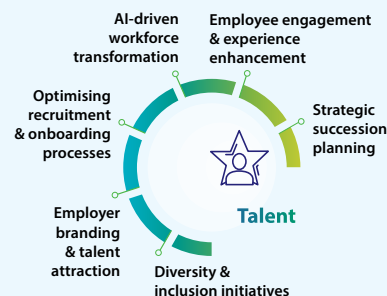 AI-driven
workforce
transformation
Employee engagement
& experience
enhancement
Strategic
succession
planning
Optimising
recruitment
& onboarding
processes
Talent
Employer
branding
& talent
attraction
Diversity &
inclusion initiatives